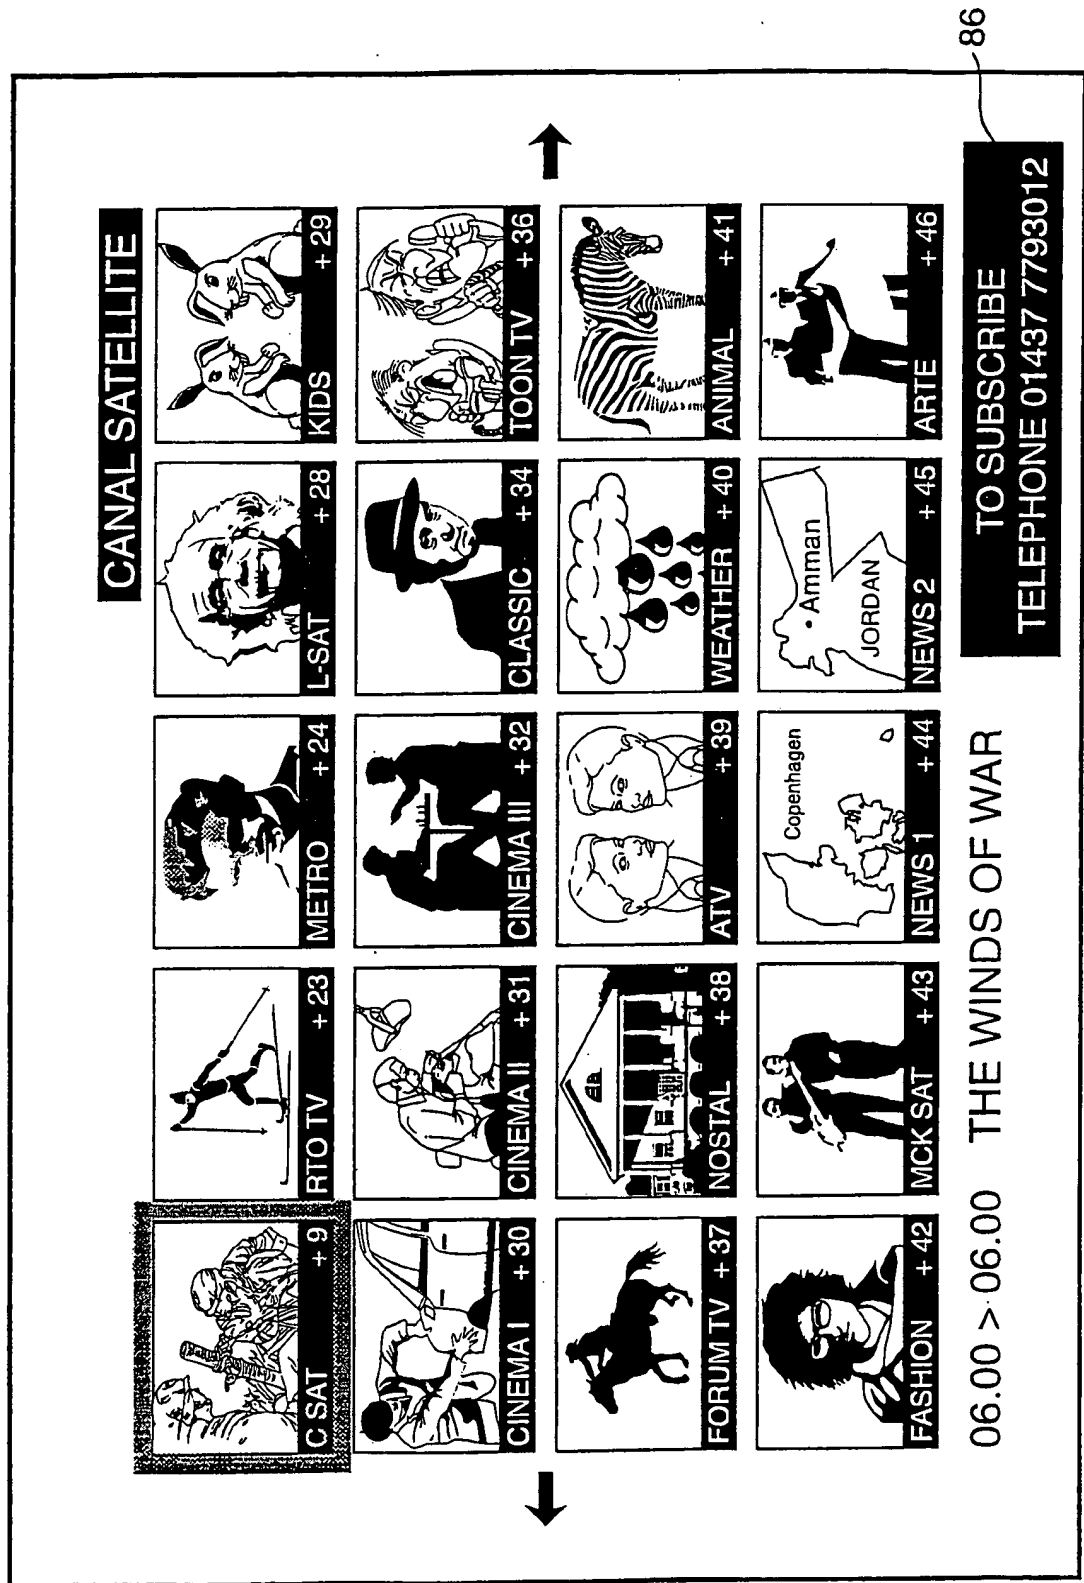 CANAL SATELLITE
C SAT + 9
RTO TV + 23
METRO + 24
L-SAT + 28
KIDS + 29
CINEMA I + 30
CINEMA II + 31
CINEMA III + 32
CLASSIC + 34
TOON TV + 36
FORUM TV + 37
NOSTAL + 38
ATV + 39
WEATHER + 40
ANIMAL + 41
Copenhagen
Amman
JORDAN
FASHION + 42
MCK SAT + 43
NEWS 1 + 44
NEWS 2 + 45
ARTE + 46
06.00 > 06.00 THE WINDS OF WAR
TO SUBSCRIBE
TELEPHONE 01437 7793012
86